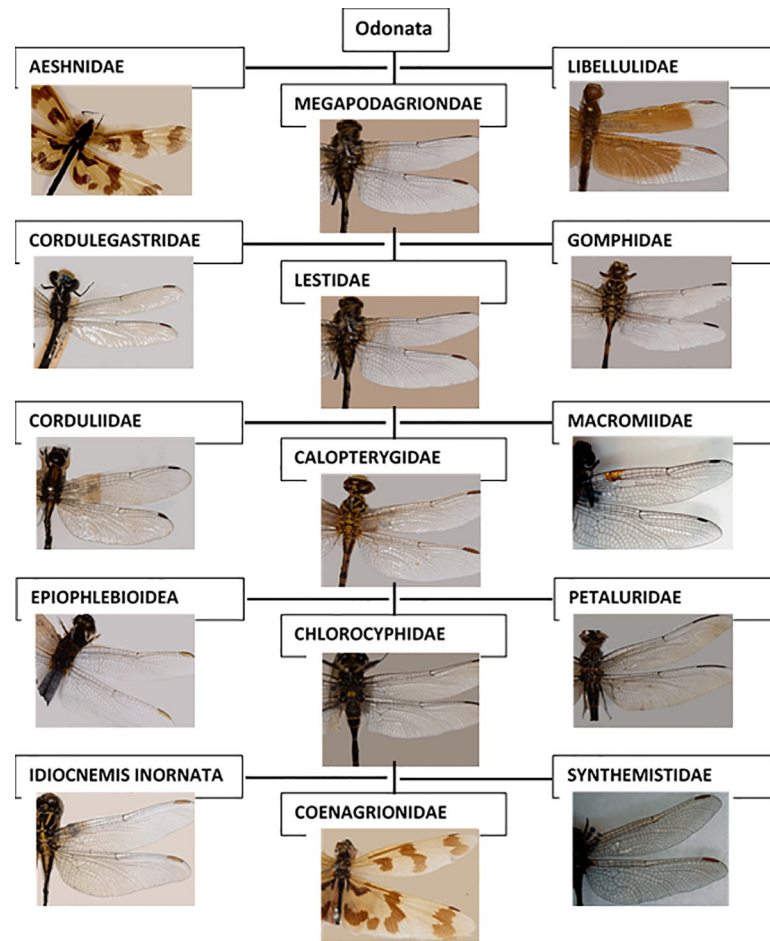 Odonata
AESHNIDAE
LIBELLULIDAE
MEGAPODAGRIONDAE
CORDULEGASTRIDAE
GOMPHIDAE
LESTIDAE
CORDULIIDAE
MACROMIIDAE
CALOPTERYGIDAE
EPIOPHLEBIOIDEA
PETALURIDAE
CHLOROCYPHIDAE
IDIOCNEMIS INORNATA
SYNTHEMISTIDAE
COENAGRIONIDAE